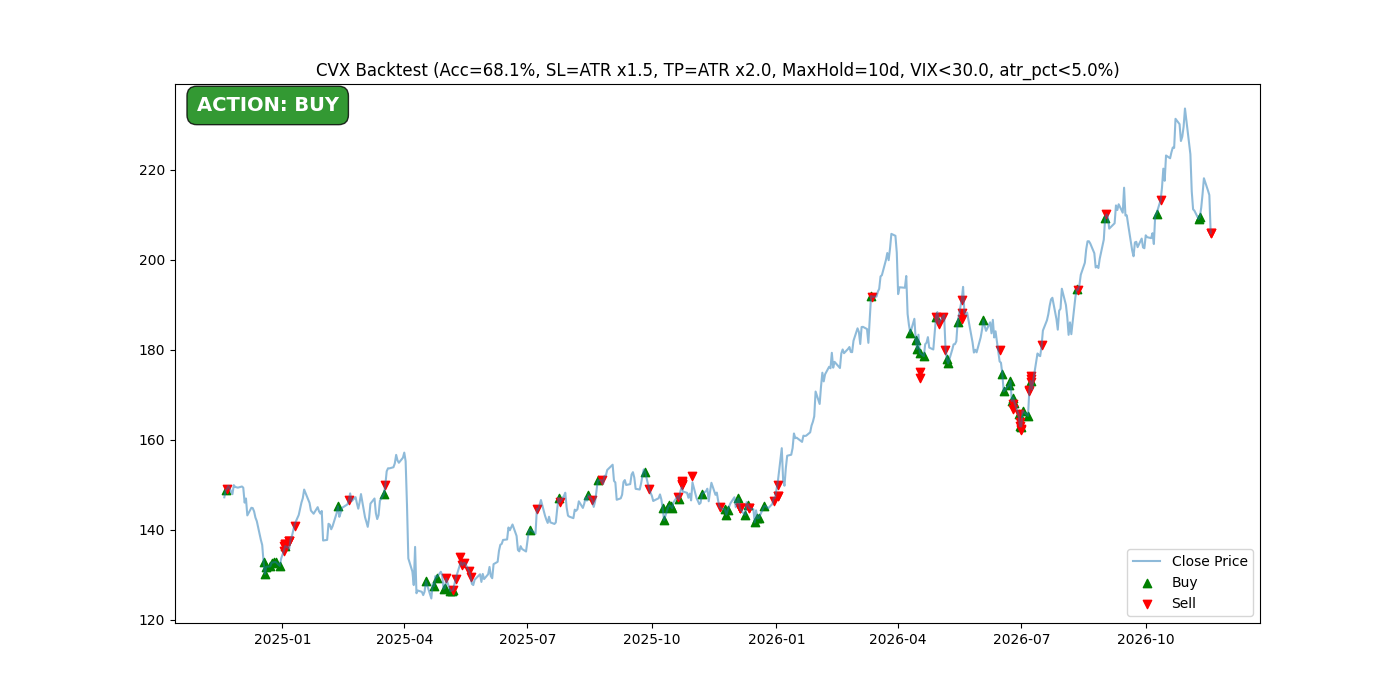 CVX Backtest (Acc=68.1%, SL=ATR x1.5, TP=ATR x2.0, MaxHold=10d, VIX<30.0, atr_pct<5.0%)
ACTION: BUY
220
200
180
160
140
120
2025-01
2025-04
2025-07
2025-10
2026-01
2026-04
2026-07
2026-10
Close Price
Buy
Sell